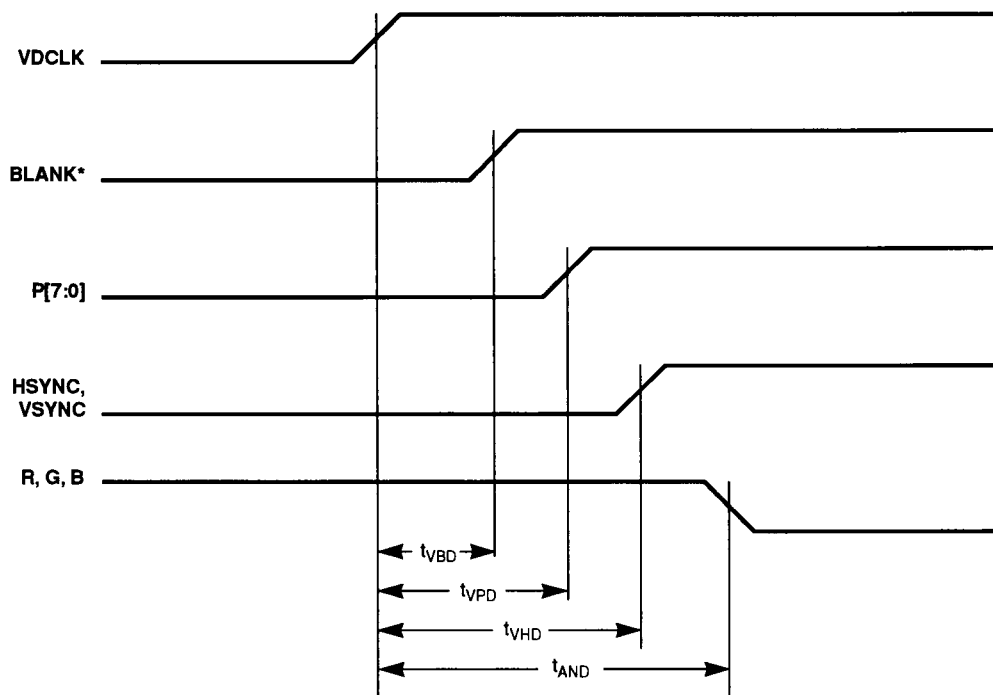 VDCLK
BLANK*
P[7:0]
HSYNC,
VSYNC
R, G, B
tVBD
tVPD
tVHD
tAND